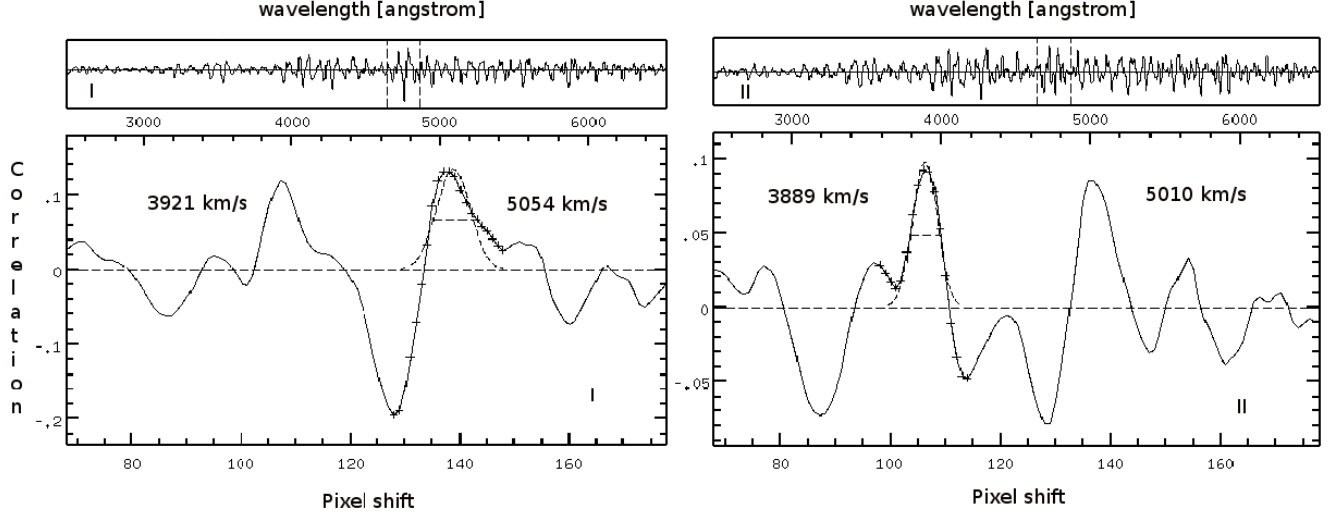 wavelength [angstrom]
I
3000 4000 5000 6000
Correlation
.1
0
-.1
-.2
3921 km/s
5054 km/s
I
80 100 120 140 160
Pixel shift
wavelength [angstrom]
II
3000 4000 5000 6000
.1
.05
0
-.05
3889 km/s
5010 km/s
II
80 100 120 140 160
Pixel shift